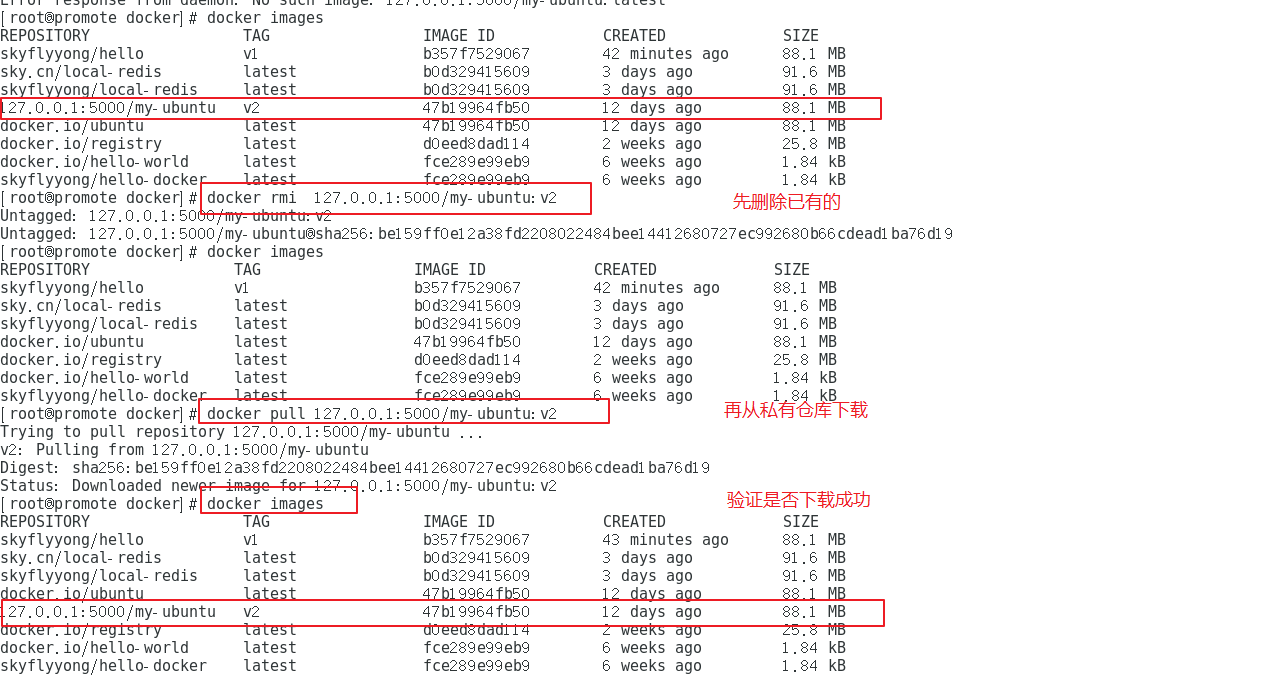 Error response from daemon: No such image: 127.0.0.1:5000/my-ubuntu:latest
[root@promote docker]# docker images
REPOSITORY TAG IMAGE ID CREATED SIZE
skyflyyong/hello v1 b357f7529067 42 minutes ago 88.1 MB
sky.cn/local-redis latest b0d329415609 3 days ago 91.6 MB
skyflyyong/local-redis latest b0d329415609 3 days ago 91.6 MB
127.0.0.1:5000/my-ubuntu v2 47b19964fb50 12 days ago 88.1 MB
docker.io/ubuntu latest 47b19964fb50 12 days ago 88.1 MB
docker.io/registry latest d0eed8dad114 2 weeks ago 25.8 MB
docker.io/hello-world latest fce289e99eb9 6 weeks ago 1.84 kB
skyflyyong/hello-docker latest fce289e99eb9 6 weeks ago 1.84 kB
[root@promote docker]# docker rmi 127.0.0.1:5000/my-ubuntu:v2
先删除已有的
Untagged: 127.0.0.1:5000/my-ubuntu:v2
Untagged: 127.0.0.1:5000/my-ubuntu@sha256:be159ff0e12a38fd2208022484bee14412680727ec992680b66cdead1ba76d19
[root@promote docker]# docker images
REPOSITORY TAG IMAGE ID CREATED SIZE
skyflyyong/hello v1 b357f7529067 42 minutes ago 88.1 MB
sky.cn/local-redis latest b0d329415609 3 days ago 91.6 MB
skyflyyong/local-redis latest b0d329415609 3 days ago 91.6 MB
docker.io/ubuntu latest 47b19964fb50 12 days ago 88.1 MB
docker.io/registry latest d0eed8dad114 2 weeks ago 25.8 MB
docker.io/hello-world latest fce289e99eb9 6 weeks ago 1.84 kB
skyflyyong/hello-docker latest fce289e99eb9 6 weeks ago 1.84 kB
[root@promote docker]# docker pull 127.0.0.1:5000/my-ubuntu:v2
再从私有仓库下载
Trying to pull repository 127.0.0.1:5000/my-ubuntu ...
v2: Pulling from 127.0.0.1:5000/my-ubuntu
Digest: sha256:be159ff0e12a38fd2208022484bee14412680727ec992680b66cdead1ba76d19
Status: Downloaded newer image for 127.0.0.1:5000/my-ubuntu:v2
[root@promote docker]# docker images
验证是否下载成功
REPOSITORY TAG IMAGE ID CREATED SIZE
skyflyyong/hello v1 b357f7529067 43 minutes ago 88.1 MB
sky.cn/local-redis latest b0d329415609 3 days ago 91.6 MB
skyflyyong/local-redis latest b0d329415609 3 days ago 91.6 MB
docker.io/ubuntu latest 47b19964fb50 12 days ago 88.1 MB
127.0.0.1:5000/my-ubuntu v2 47b19964fb50 12 days ago 88.1 MB
docker.io/registry latest d0eed8dad114 2 weeks ago 25.8 MB
docker.io/hello-world latest fce289e99eb9 6 weeks ago 1.84 kB
skyflyyong/hello-docker latest fce289e99eb9 6 weeks ago 1.84 kB